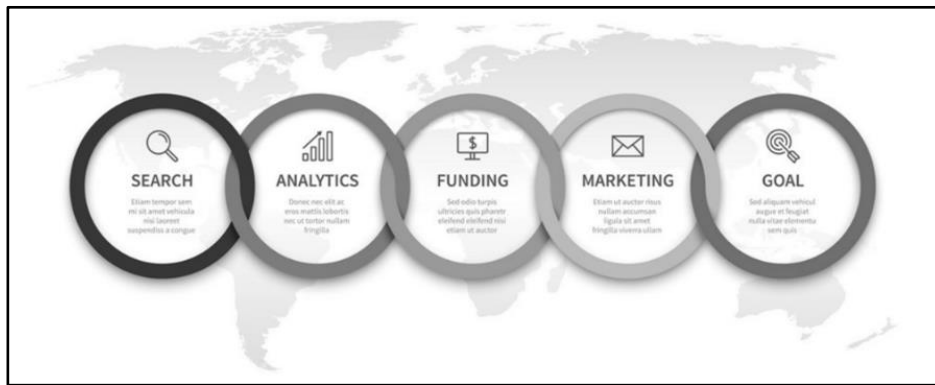 SEARCH
Etiam tempor sem
mi sit amet vehicula
nisi laoreet
suspendiss a congue
ANALYTICS
Donec nec elit ac
eros mattis lobortis
nec ut tortor nullam
fringilla
$
FUNDING
Sed odio turpis
ultricies quis pharetr
eleifend eleifend nisi
etiam ut auctor
MARKETING
Etiam ut auctor risus
nullam accumsan
ligula sit amet
fringilla viverra ullam
GOAL
Sed aliquam vehicul
augue et feugiat
nulla vitae elementu
sem quis